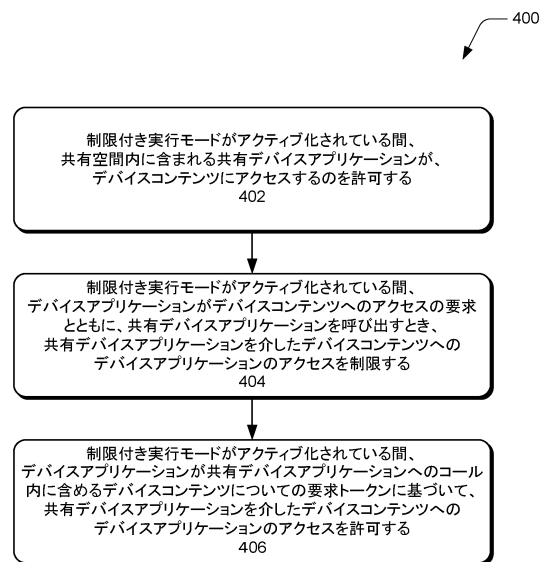 400
制限付き実行モードがアクティブ化されている間、
共有空間内に含まれる共有デバイスアプリケーションが、
デバイスコンテンツにアクセスするのを許可する
402
制限付き実行モードがアクティブ化されている間、
デバイスアプリケーションがデバイスコンテンツへのアクセスの要求
とともに、共有デバイスアプリケーションを呼び出すとき、
共有デバイスアプリケーションを介したデバイスコンテンツへの
デバイスアプリケーションのアクセスを制限する
404
制限付き実行モードがアクティブ化されている間、
デバイスアプリケーションが共有デバイスアプリケーションへのコール
内に含めるデバイスコンテンツについての要求トークンに基づいて、
共有デバイスアプリケーションを介したデバイスコンテンツへの
デバイスアプリケーションのアクセスを許可する
406